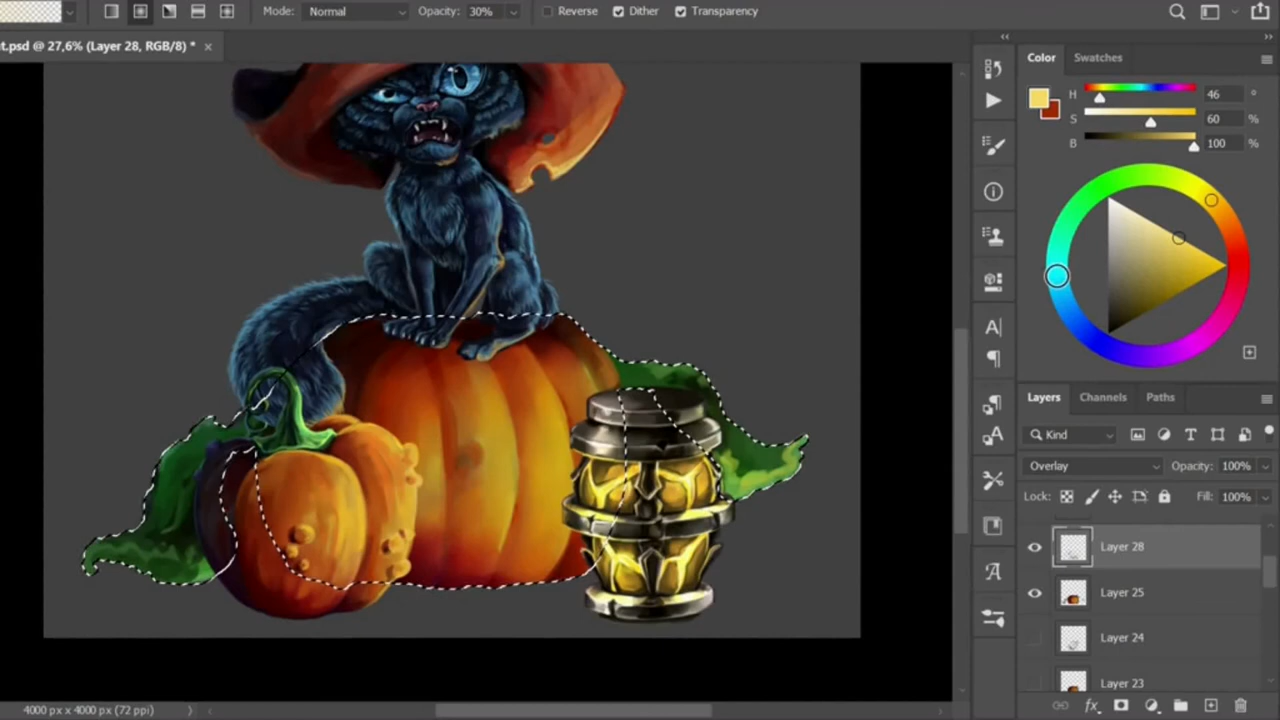 Mode: Normal Opacity: 30% Reverse Dither Transparency
t.psd @ 27,6% (Layer 28, RGB/8) * ×
Color Swatches
H 46 °
S 60 %
B 100 %
Layers Channels Paths
Kind
Overlay Opacity: 100%
Lock: Fill: 100%
Layer 28
Layer 25
Layer 24
Layer 23
4000 px x 4000 px (72 ppi)